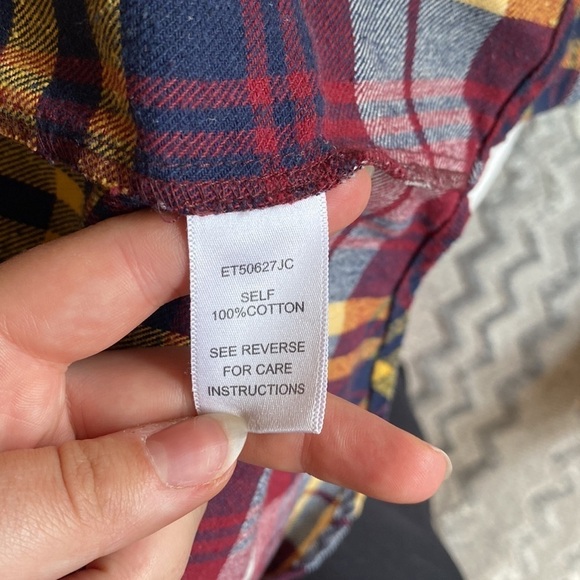 ET50627JC
SELF
100%COTTON
SEE REVERSE
FOR CARE
INSTRUCTIONS